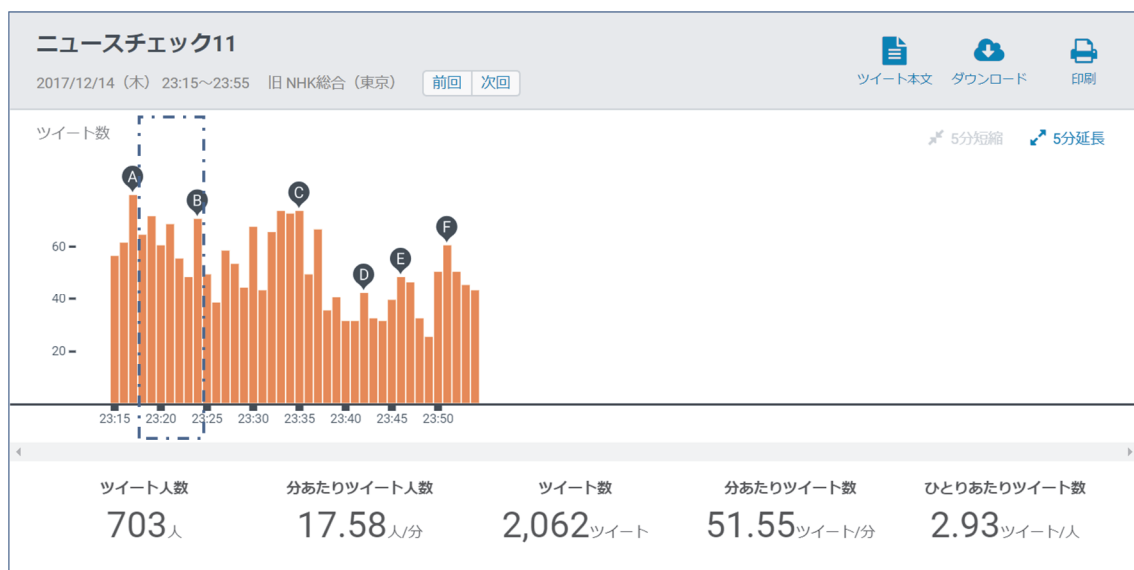 ニュースチェック11
2017/12/14（木） 23:15～23:55 旧 NHK総合（東京） 前回 次回
ツイート本文 ダウンロード 印刷
ツイート数
5分短縮 5分延長
A
B
C
D
E
F
60
40
20
23:15 23:20 23:25 23:30 23:35 23:40 23:45 23:50
ツイート人数 分あたりツイート人数 ツイート数 分あたりツイート数 ひとりあたりツイート数
703人 17.58人/分 2,062ツイート 51.55ツイート/分 2.93ツイート/人